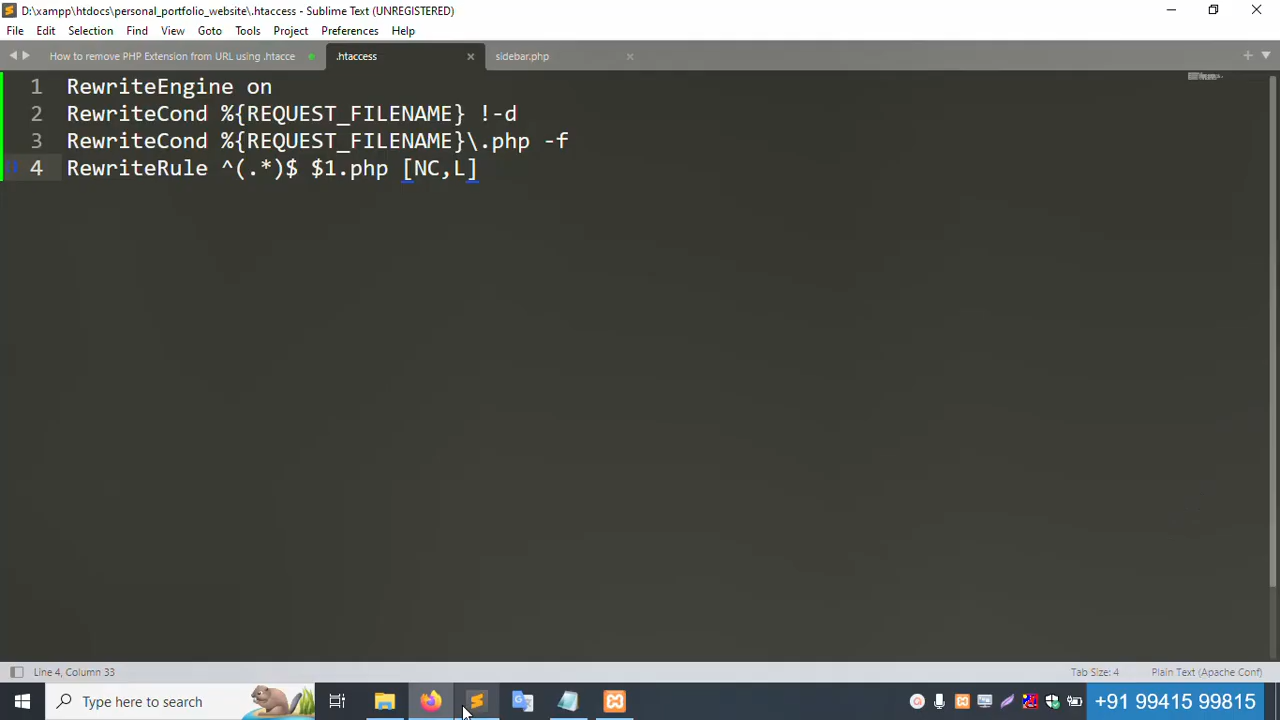 D:\xampp\htdocs\personal_portfolio_website\.htaccess - Sublime Text (UNREGISTERED)
File Edit Selection View Goto Tools Project Preferences Help
How to remove PHP Extension from URL using .htacce .htaccess sidebar.php
1 RewriteEngine on
2 RewriteCond %{REQUEST_FILENAME} !-d
3 RewriteCond %{REQUEST_FILENAME}\.php -f
4 RewriteRule ^(.*)$ $1.php [NC,L]
Line 4, Column 33 Tab Size: 4 Plain Text (Apache Conf)
Type here to search +91 99415 99815